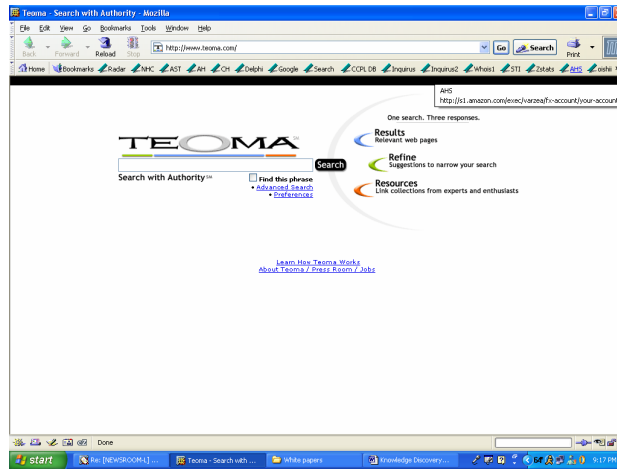 Teoma - Search with Authority - Mozilla
File Edit View Go Bookmarks Tools Window Help
Back Forward Reload Stop http://www.teoma.com/ Go Search Print
Home Bookmarks Radar NHC AST AH CH Delphi Google Search CCPL DB Inquirus Inquirus2 Whois1 STI Zstats AHS oishii
AHS
http://s1.amazon.com/exec/varzea/fx-account/your-account
One search. Three responses.
TEOMA SM
Results
Relevant web pages
Search
Refine
Suggestions to narrow your search
Search with Authority SM
Find this phrase
Resources
Link collections from experts and enthusiasts
• Advanced Search
• Preferences
Learn How Teoma Works
About Teoma / Press Room / Jobs
Done
start Re: [NEWSROOM-L] ... Teoma - Search with ... White papers Knowledge Discovery... 9:17 PM